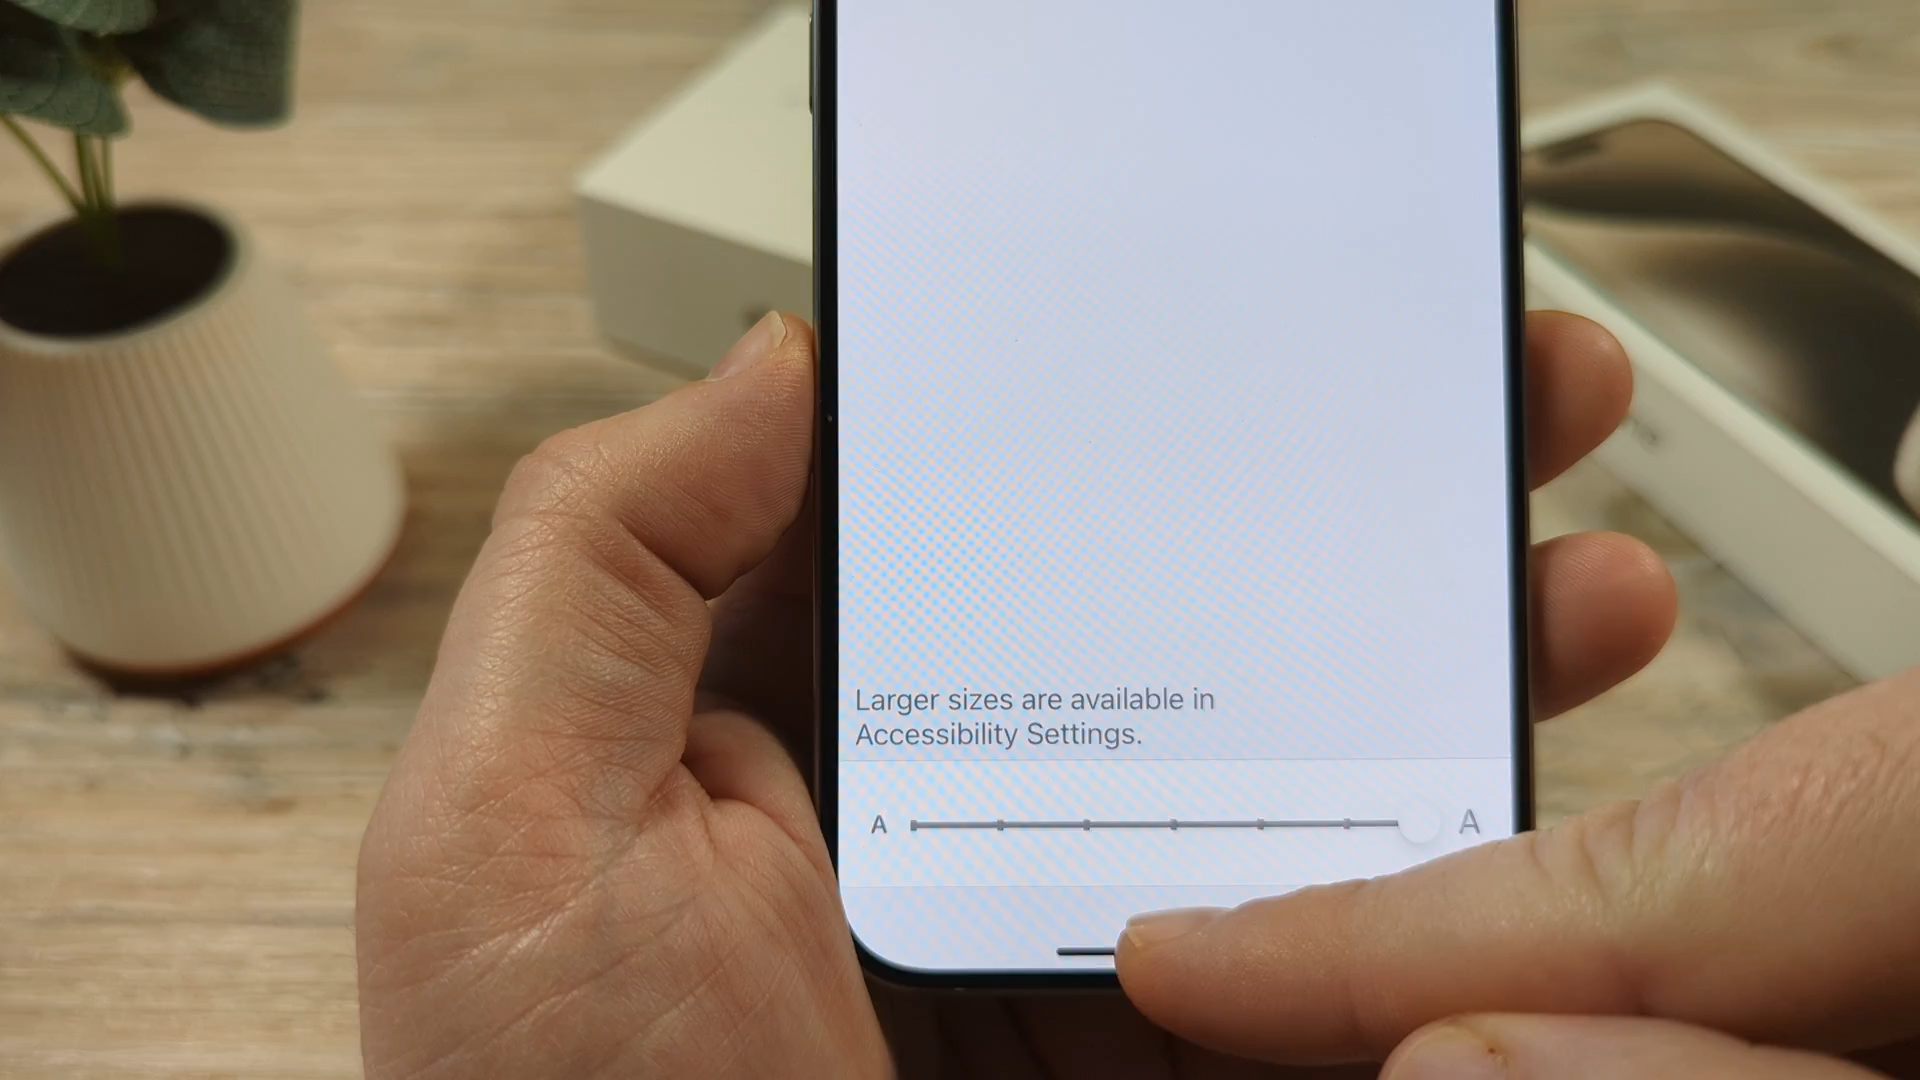 Larger sizes are available in
Accessibility Settings.
A A